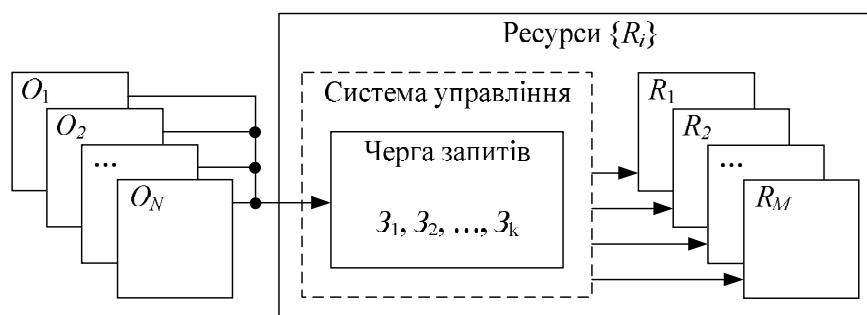 Ресурси {Ri}
Система управління
Черга запитів
З1, З2, ..., Зk
O1
O2
...
ON
R1
R2
...
RM